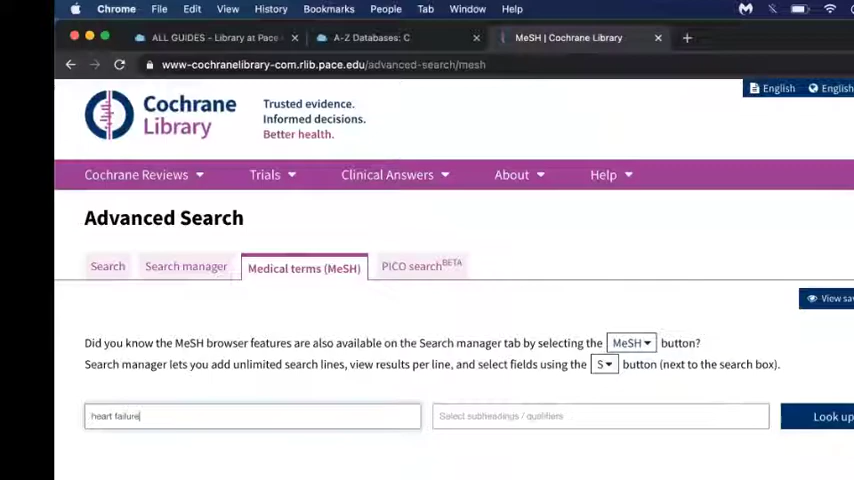 Chrome File Edit View History Bookmarks People Tab Window Help
ALL GUIDES - Library at Pace × A-Z Databases: C × MeSH | Cochrane Library × +
www-cochranelibrary-com.rlib.pace.edu/advanced-search/mesh
English English
Cochrane Library
Trusted evidence.
Informed decisions.
Better health.
Cochrane Reviews Trials Clinical Answers About Help
Advanced Search
Search Search manager Medical terms (MeSH) PICO search BETA
View sav
Did you know the MeSH browser features are also available on the Search manager tab by selecting the MeSH button?
Search manager lets you add unlimited search lines, view results per line, and select fields using the S button (next to the search box).
heart failure Select subheadings / qualifiers Look up